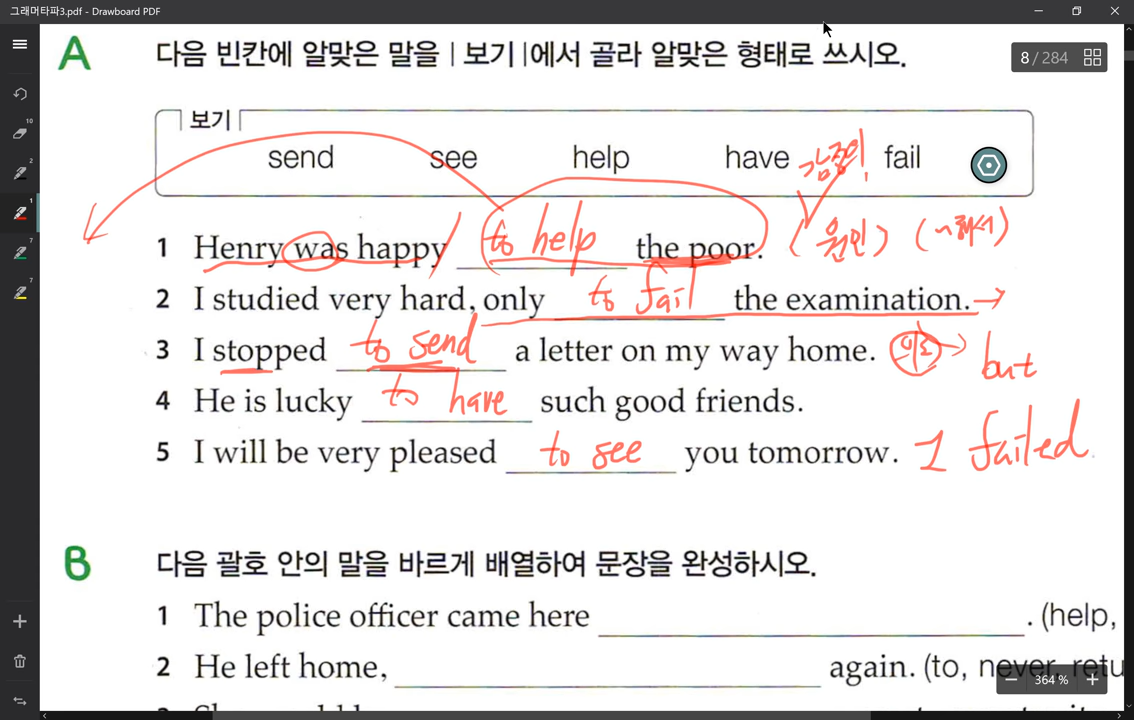 그래머타파3.pdf - Drawboard PDF
A 다음 빈칸에 알맞은 말을 | 보기 |에서 골라 알맞은 형태로 쓰시오.
8 / 284
보기
send see help have fail
감정이!
1 Henry was happy / to help the poor. (원인) (~해서)
2 I studied very hard, only to fail the examination. →
3 I stopped to send a letter on my way home. → but
4 He is lucky to have such good friends.
5 I will be very pleased to see you tomorrow. I failed.
B 다음 괄호 안의 말을 바르게 배열하여 문장을 완성하시오.
1 The police officer came here . (help,
2 He left home, again. (to, never, retu
364 %
10
2
1
7
7